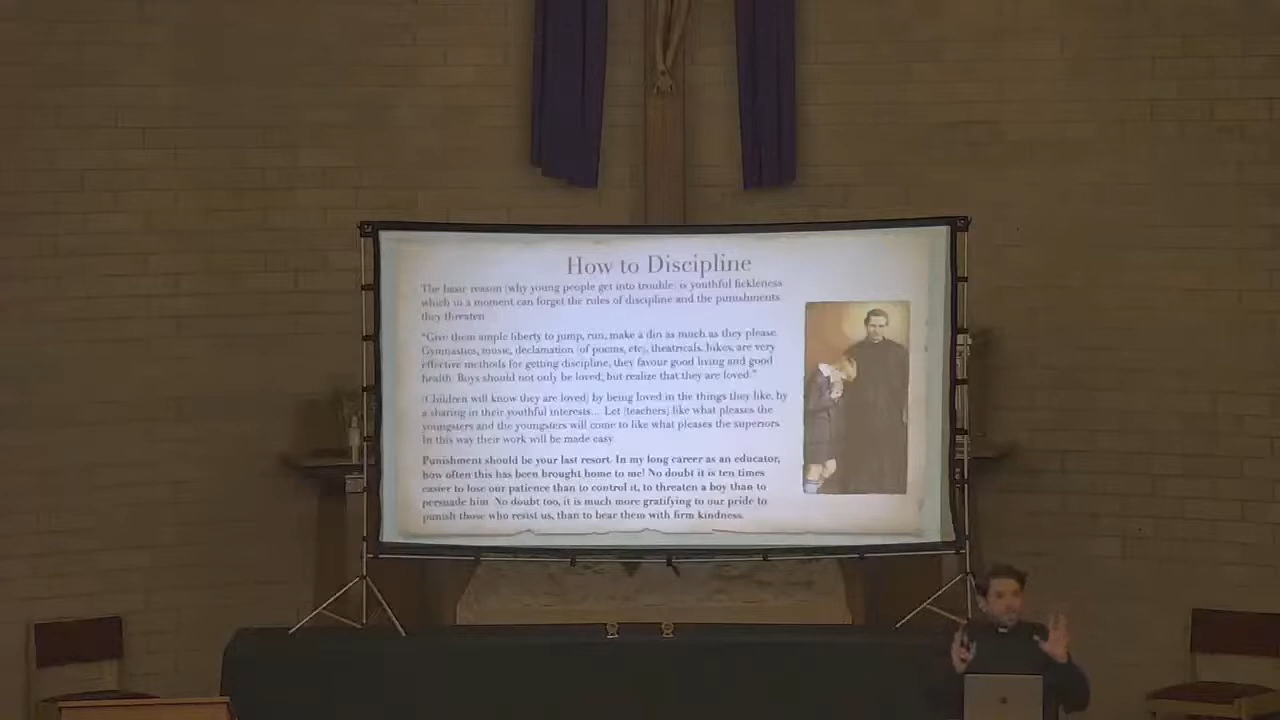 How to Discipline
The basic reason [why young people get into trouble] is youthful fickleness
which in a moment can forget the rules of discipline and the punishments
they threaten.
"Give them ample liberty to jump, run, make a din as much as they please.
Gymnastics, music, declamation [of poems, etc], theatricals, hikes, are very
effective methods for getting discipline, they favour good living and good
health. Boys should not only be loved, but realize that they are loved."
[Children will know they are loved] by being loved in the things they like, by
a sharing in their youthful interests... Let [teachers] like what pleases the
youngsters and the youngsters will come to like what pleases the superiors.
In this way their work will be made easy.
Punishment should be your last resort. In my long career as an educator,
how often this has been brought home to me! No doubt it is ten times
easier to lose our patience than to control it, to threaten a boy than to
persuade him. No doubt too, it is much more gratifying to our pride to
punish those who resist us, than to bear them with firm kindness.